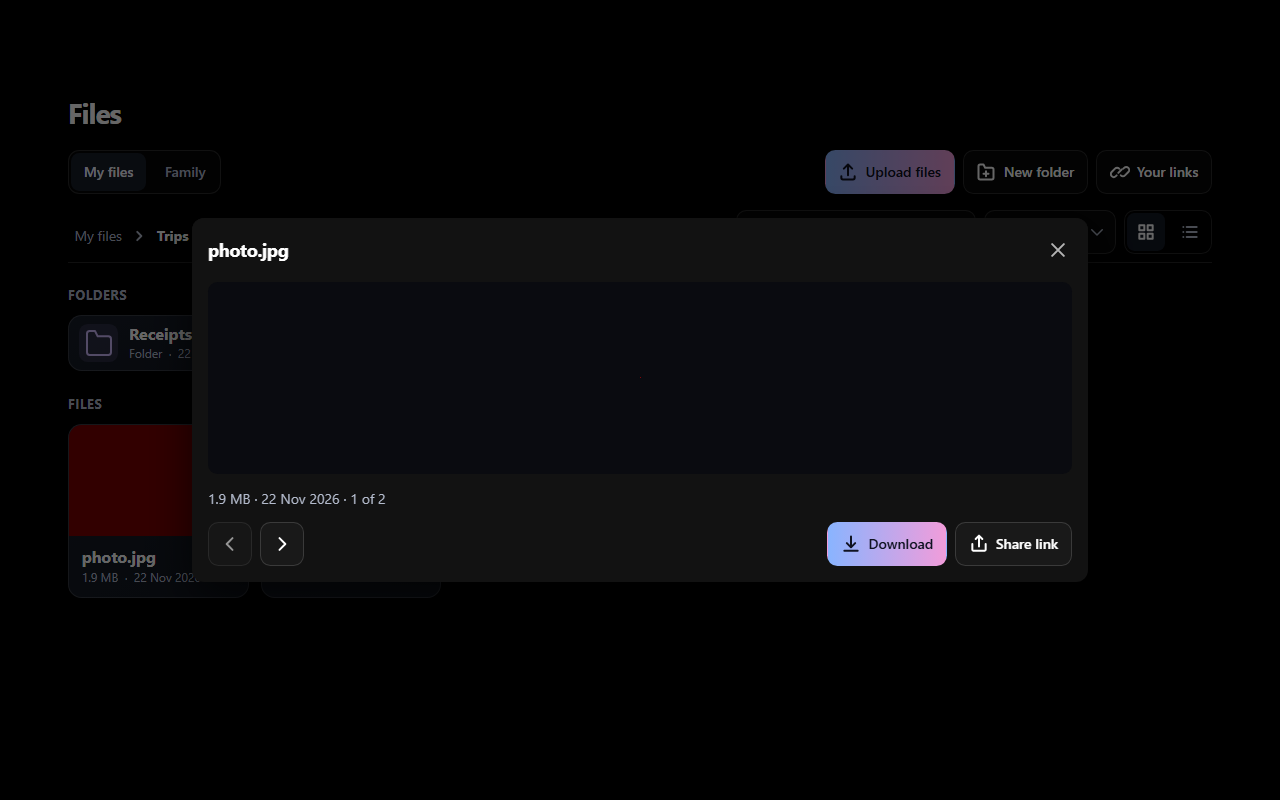 Files
My files
Family
Upload files
New folder
Your links
My files
Trips
photo.jpg
FOLDERS
Receipts
Folder · 22
FILES
1.9 MB · 22 Nov 2026 · 1 of 2
Download
Share link
photo.jpg
1.9 MB · 22 Nov 2026